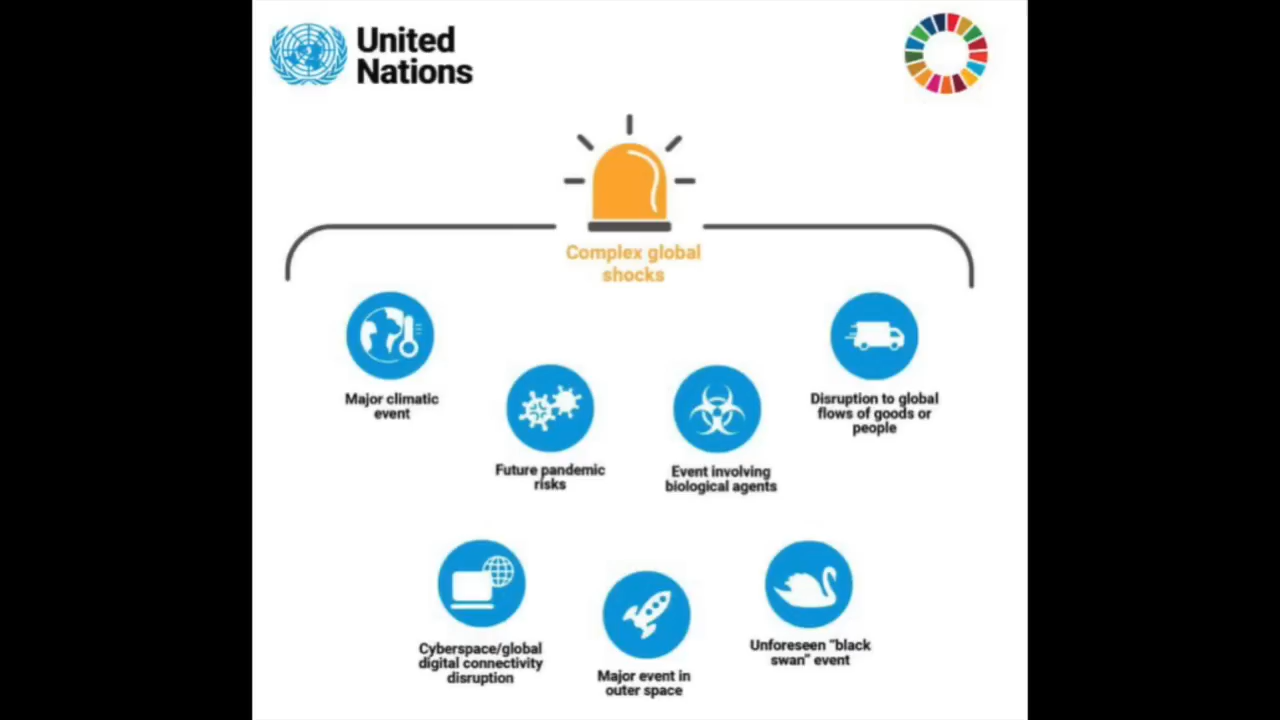 United
Nations
Complex global
shocks
Major climatic
event
Future pandemic
risks
Event involving
biological agents
Disruption to global
flows of goods or
people
Cyberspace/global
digital connectivity
disruption
Major event in
outer space
Unforeseen "black
swan" event